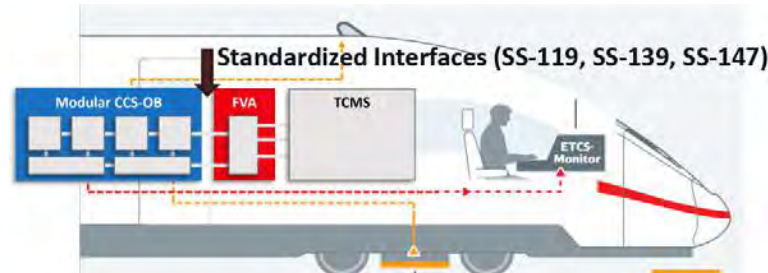 Standardized Interfaces (SS-119, SS-139, SS-147)
Modular CCS-OB
FVA
TCMS
ETCS-
Monitor